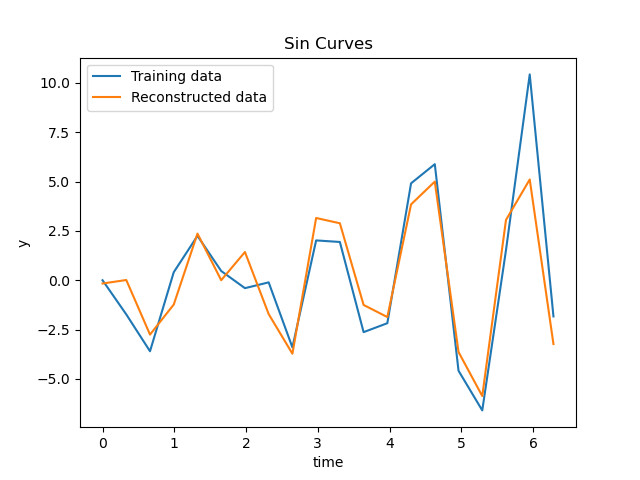 Sin Curves
Training data
Reconstructed data
10.0
7.5
5.0
2.5
0.0
−2.5
−5.0
y
0 1 2 3 4 5 6
time